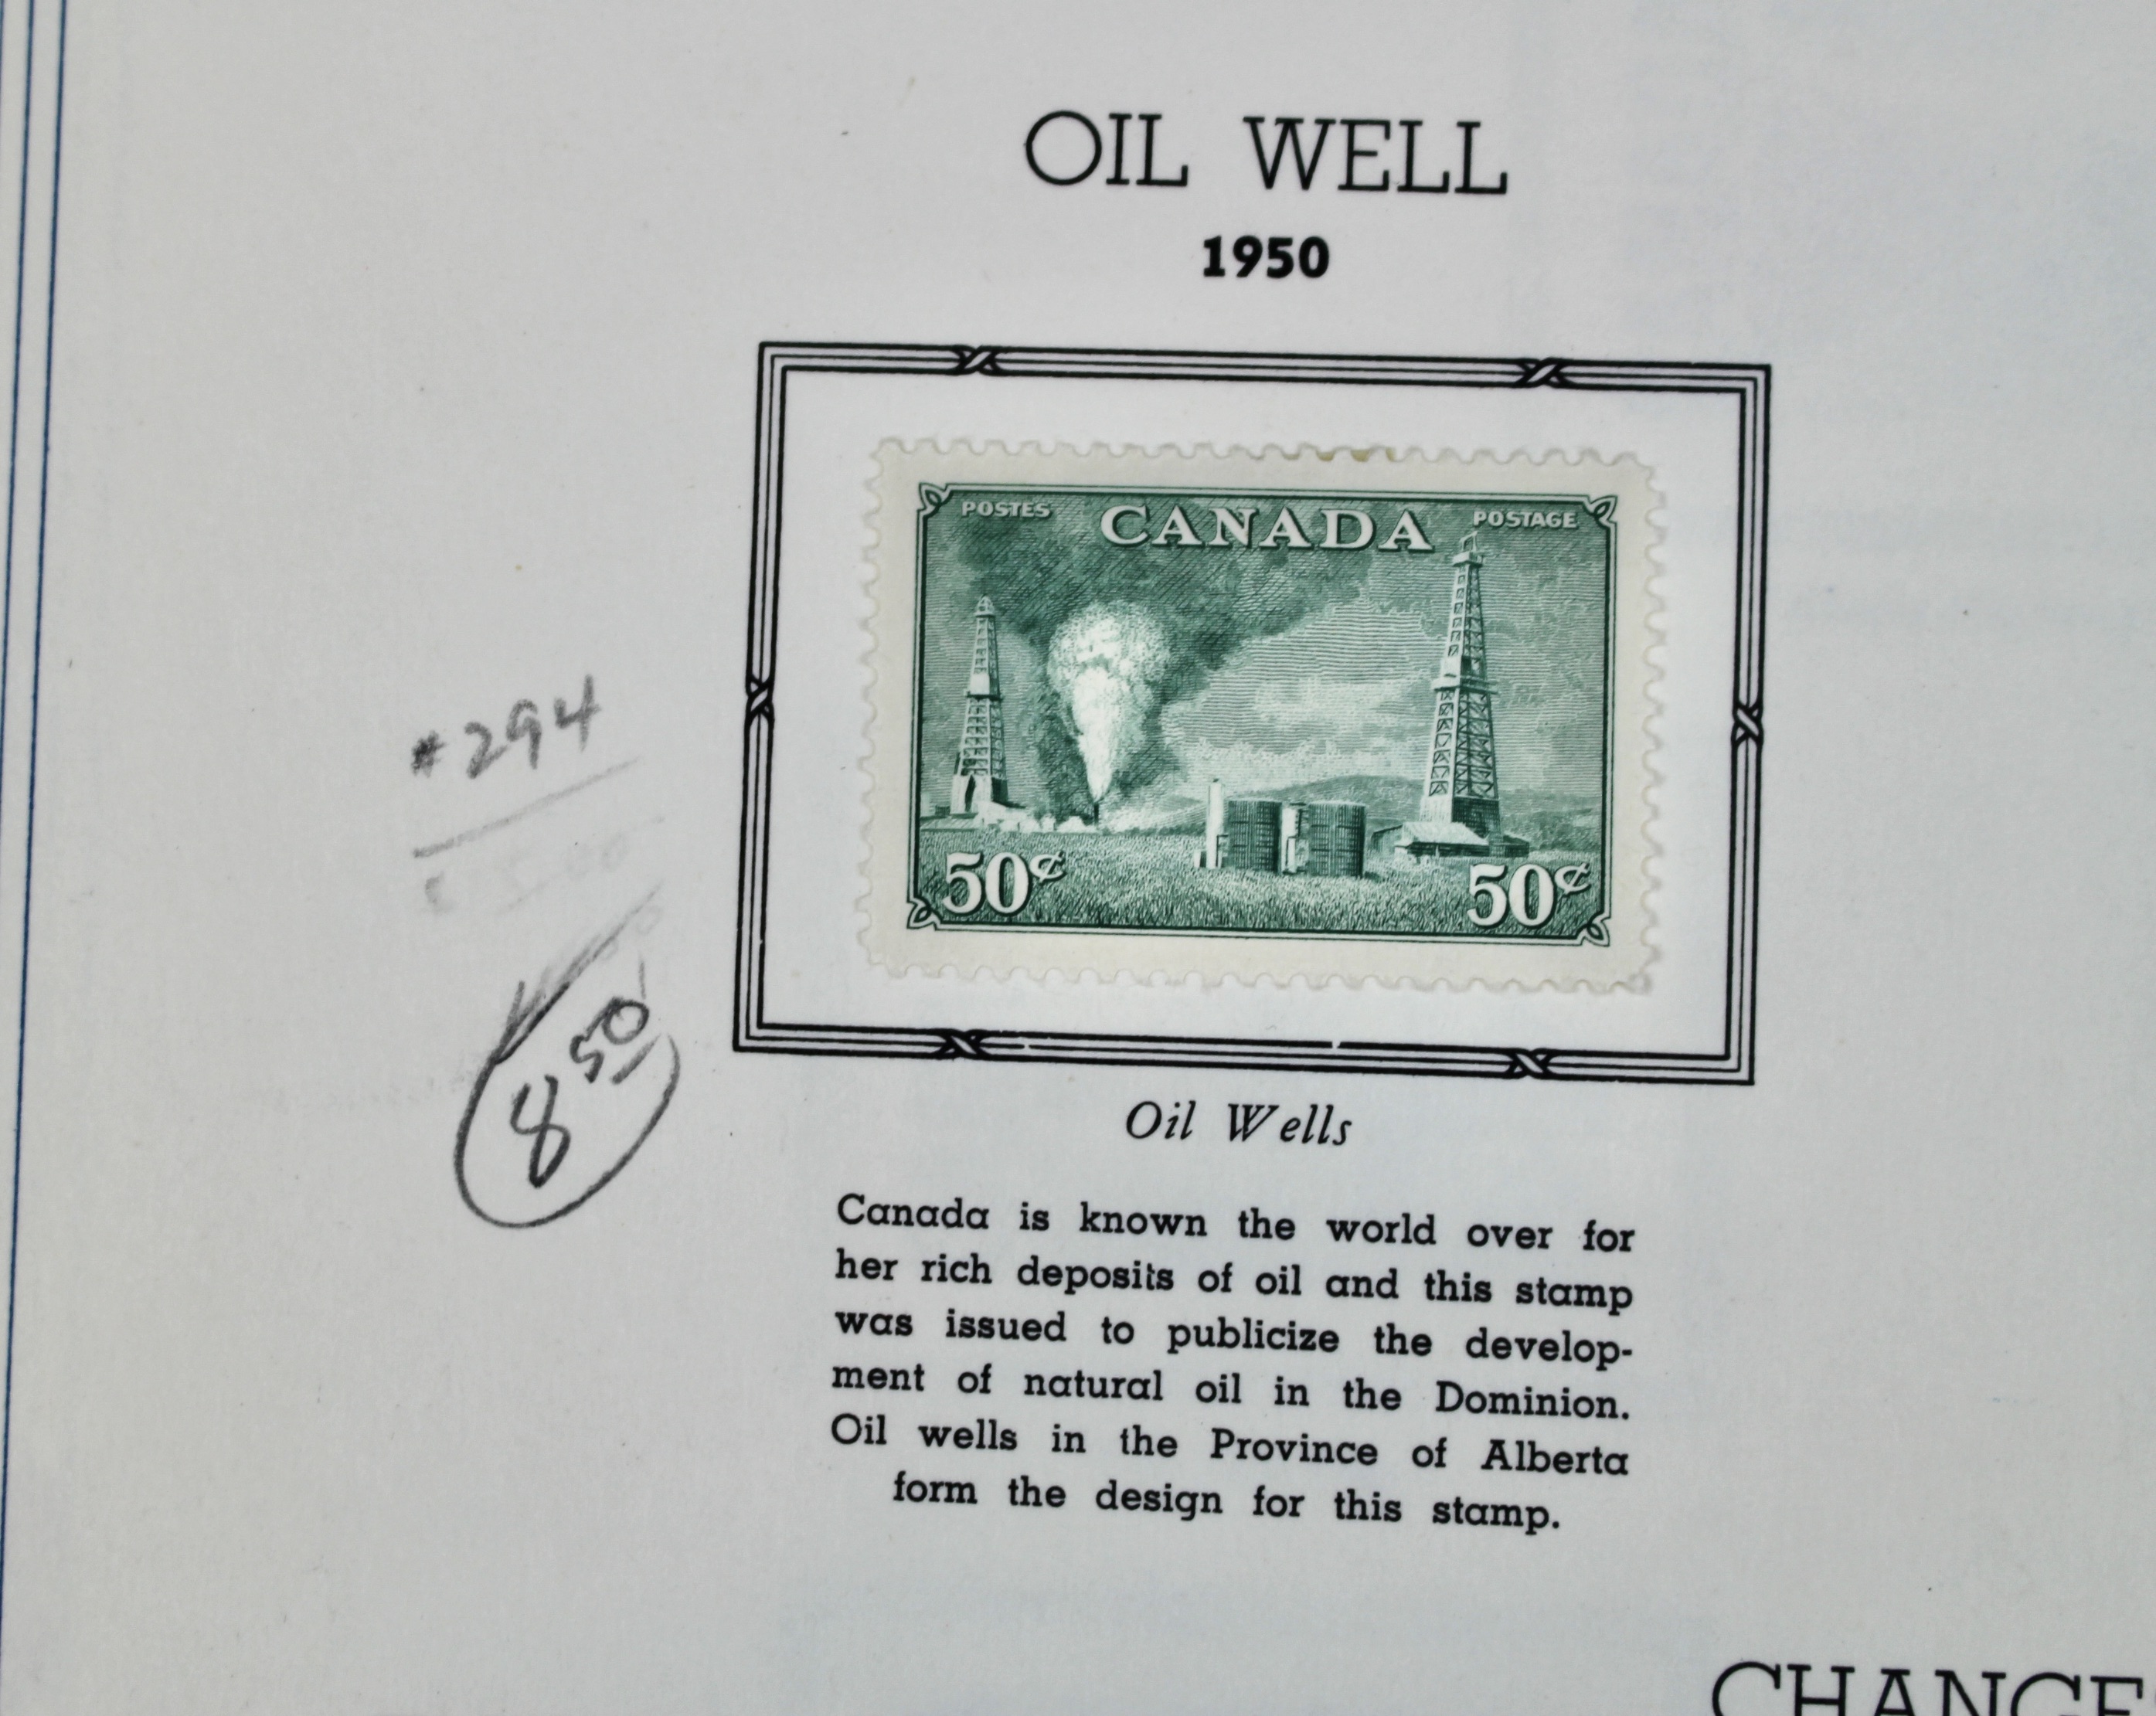 OIL WELL
1950
POSTES CANADA POSTAGE
50¢ 50¢
#294
8 50
Oil Wells
Canada is known the world over for
her rich deposits of oil and this stamp
was issued to publicize the develop-
ment of natural oil in the Dominion.
Oil wells in the Province of Alberta
form the design for this stamp.
CHANGE